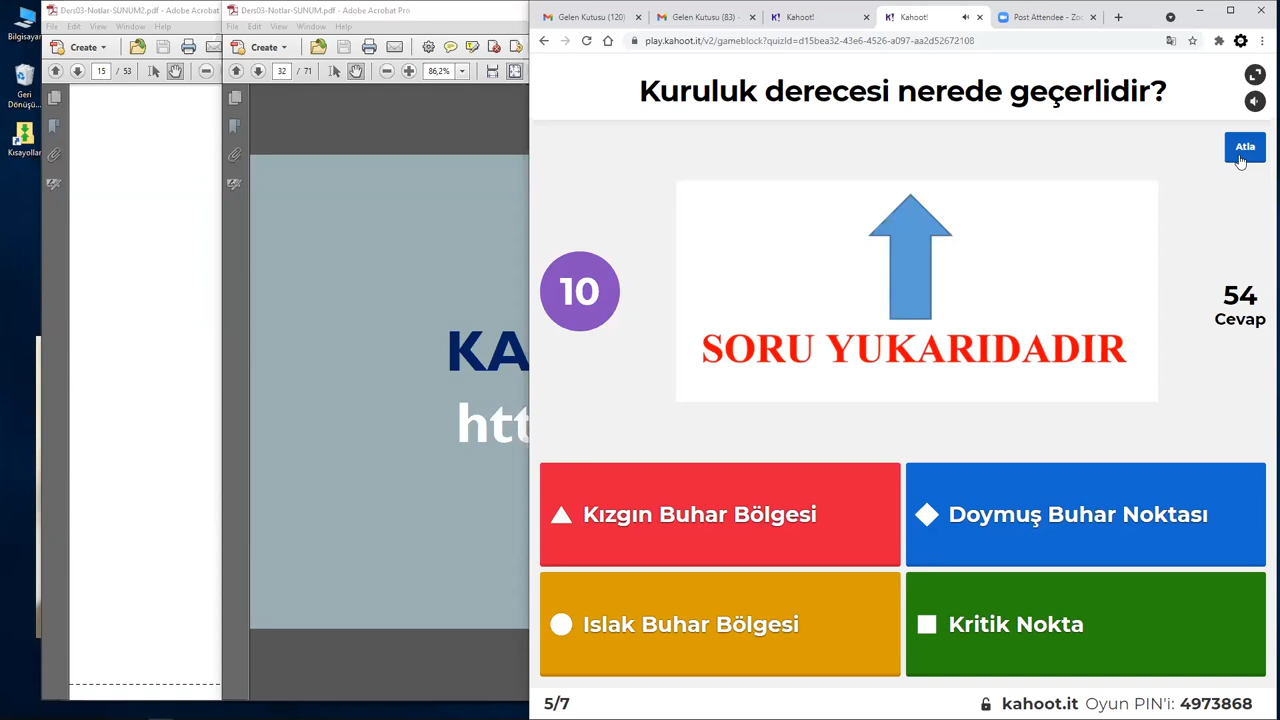 Bilgisayar
Geri
Dönüşü...
Kısayollar
Ders03-Notlar-SUNUM2.pdf - Adobe Acrobat
File Edit View Window Help
Create
15 / 53
Ders03-Notlar-SUNUM.pdf - Adobe Acrobat Pro
File Edit View Window Help
Create
32 / 71
86,2%
KA
htt
Gelen Kutusu (120)
Gelen Kutusu (83)
Kahoot!
Kahoot!
Post Attendee - Zo
play.kahoot.it/v2/gameblock?quizId=d15bea32-43e6-4526-a097-aa2d52672108
Kuruluk derecesi nerede geçerlidir?
Atla
10
SORU YUKARIDADIR
54
Cevap
Kızgın Buhar Bölgesi
Doymuş Buhar Noktası
Islak Buhar Bölgesi
Kritik Nokta
5/7
kahoot.it Oyun PIN'i: 4973868